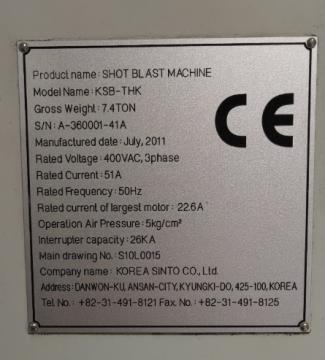 Product name : SHOT BLAST MACHINE
Model Name : KSB-THK
Gross Weight : 7.4TON
S/N : A-360001-41A
Manufactured date : July, 2011
Rated Voltage : 400VAC, 3phase
Rated Current : 51A
Rated Frequency : 50Hz
Rated current of largest motor : 22.6A
Operation Air Pressure : 5kg/cm²
Interrupter capacity : 26KA
Main drawing No. : S10L0015
Company name : KOREA SINTO CO., Ltd.
Address : DANWON-KU, ANSAN-CITY, KYUNGKI-DO, 425-100, KOREA
Tel. No. : +82-31-491-8121 Fax. No. : +82-31-491-8125
CE